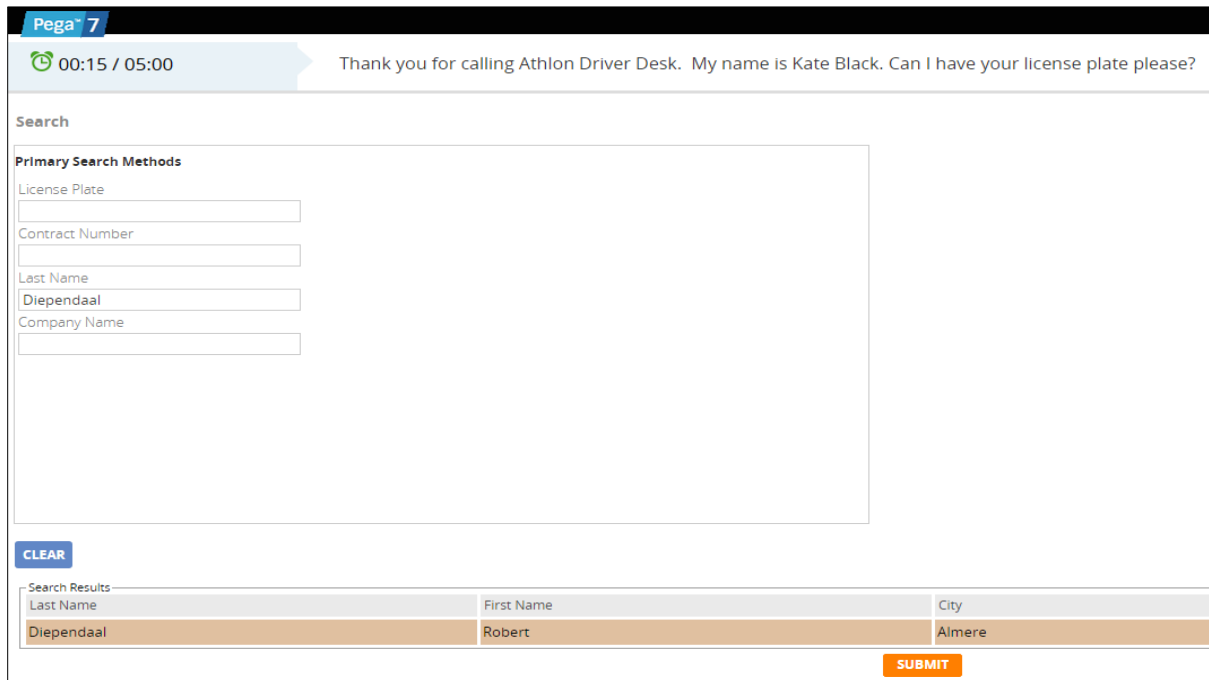 Pega 7
00:15 / 05:00
Thank you for calling Athlon Driver Desk. My name is Kate Black. Can I have your license plate please?
Search
Primary Search Methods
License Plate
Contract Number
Last Name
Diependaal
Company Name
CLEAR
Search Results
Last Name First Name City
Diependaal Robert Almere
SUBMIT